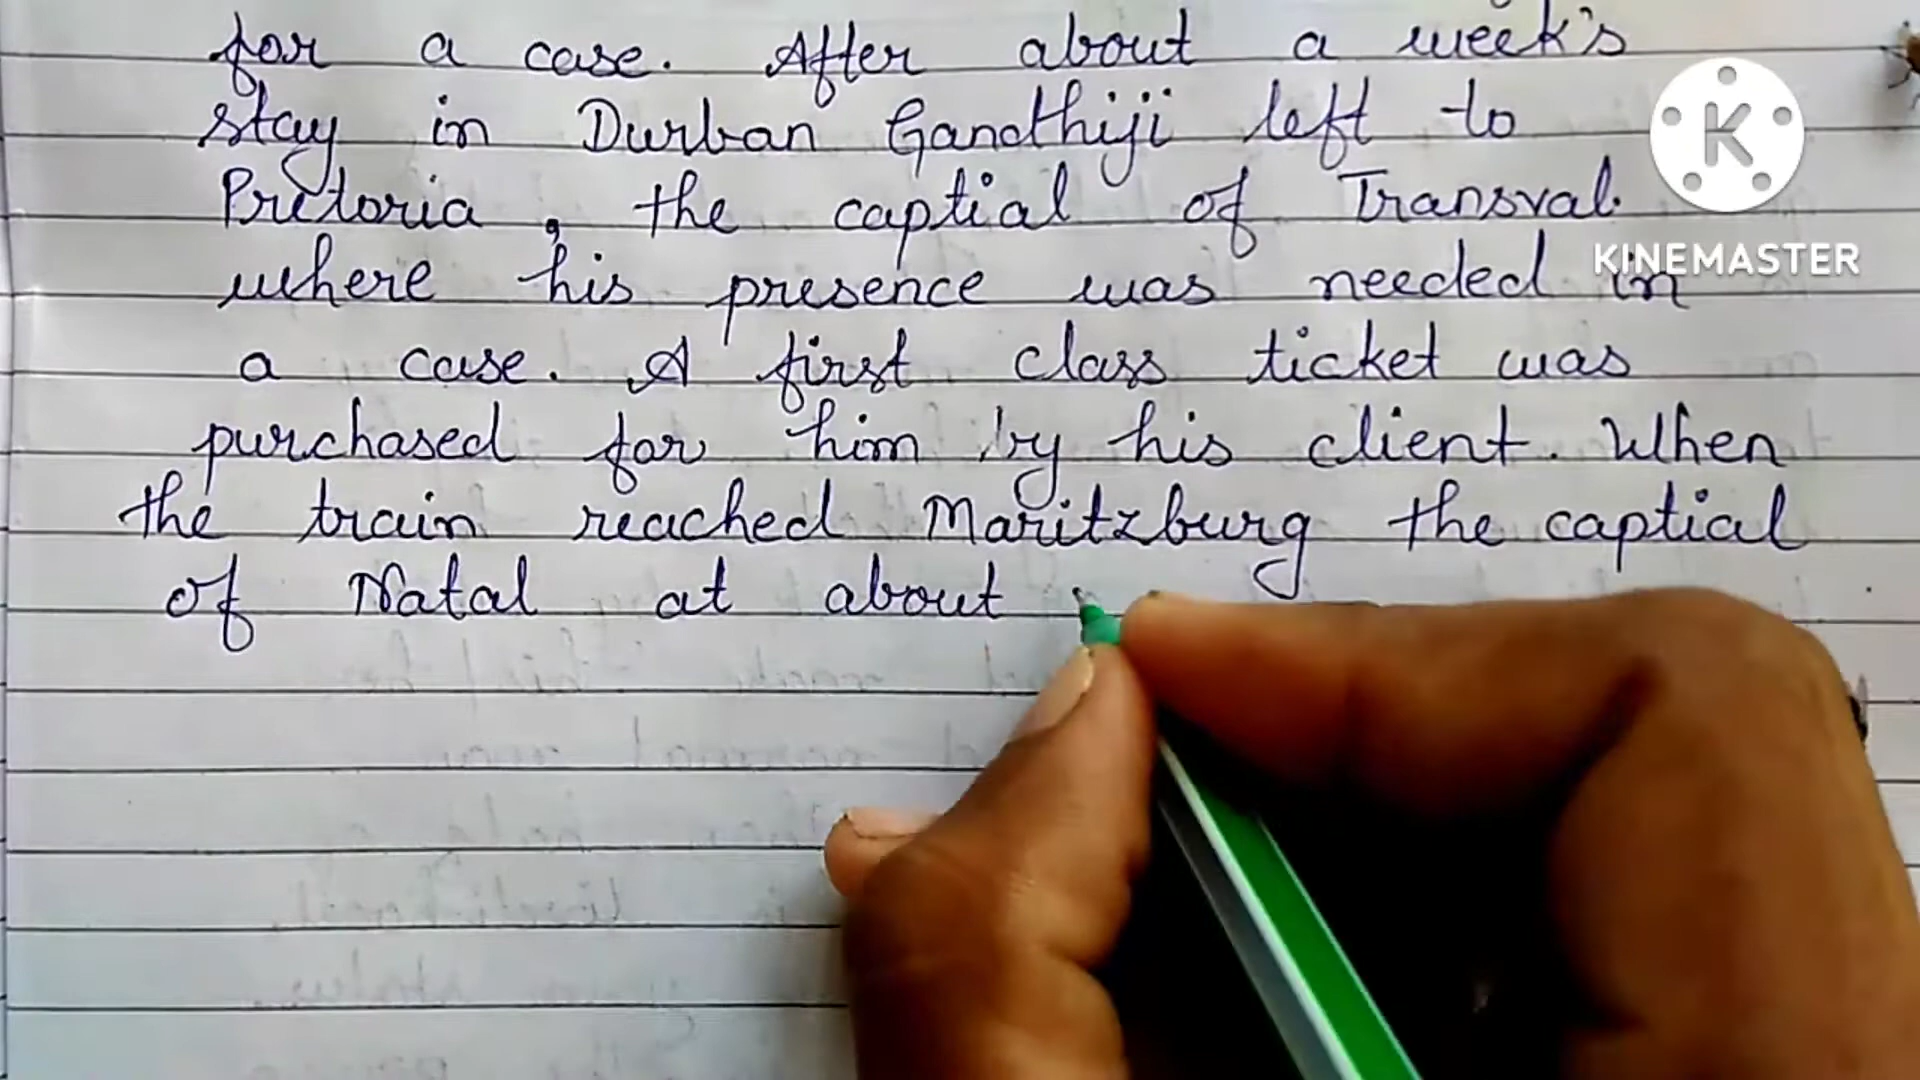 for a case. After about a week's
stay in Durban Gandhiji left to
Pretoria, the captial of Transval.
where his presence was needed in
a case. A first class ticket was
purchased for him by his client. When
the train reached Maritzburg the captial
of Natal at about
K
KINEMASTER